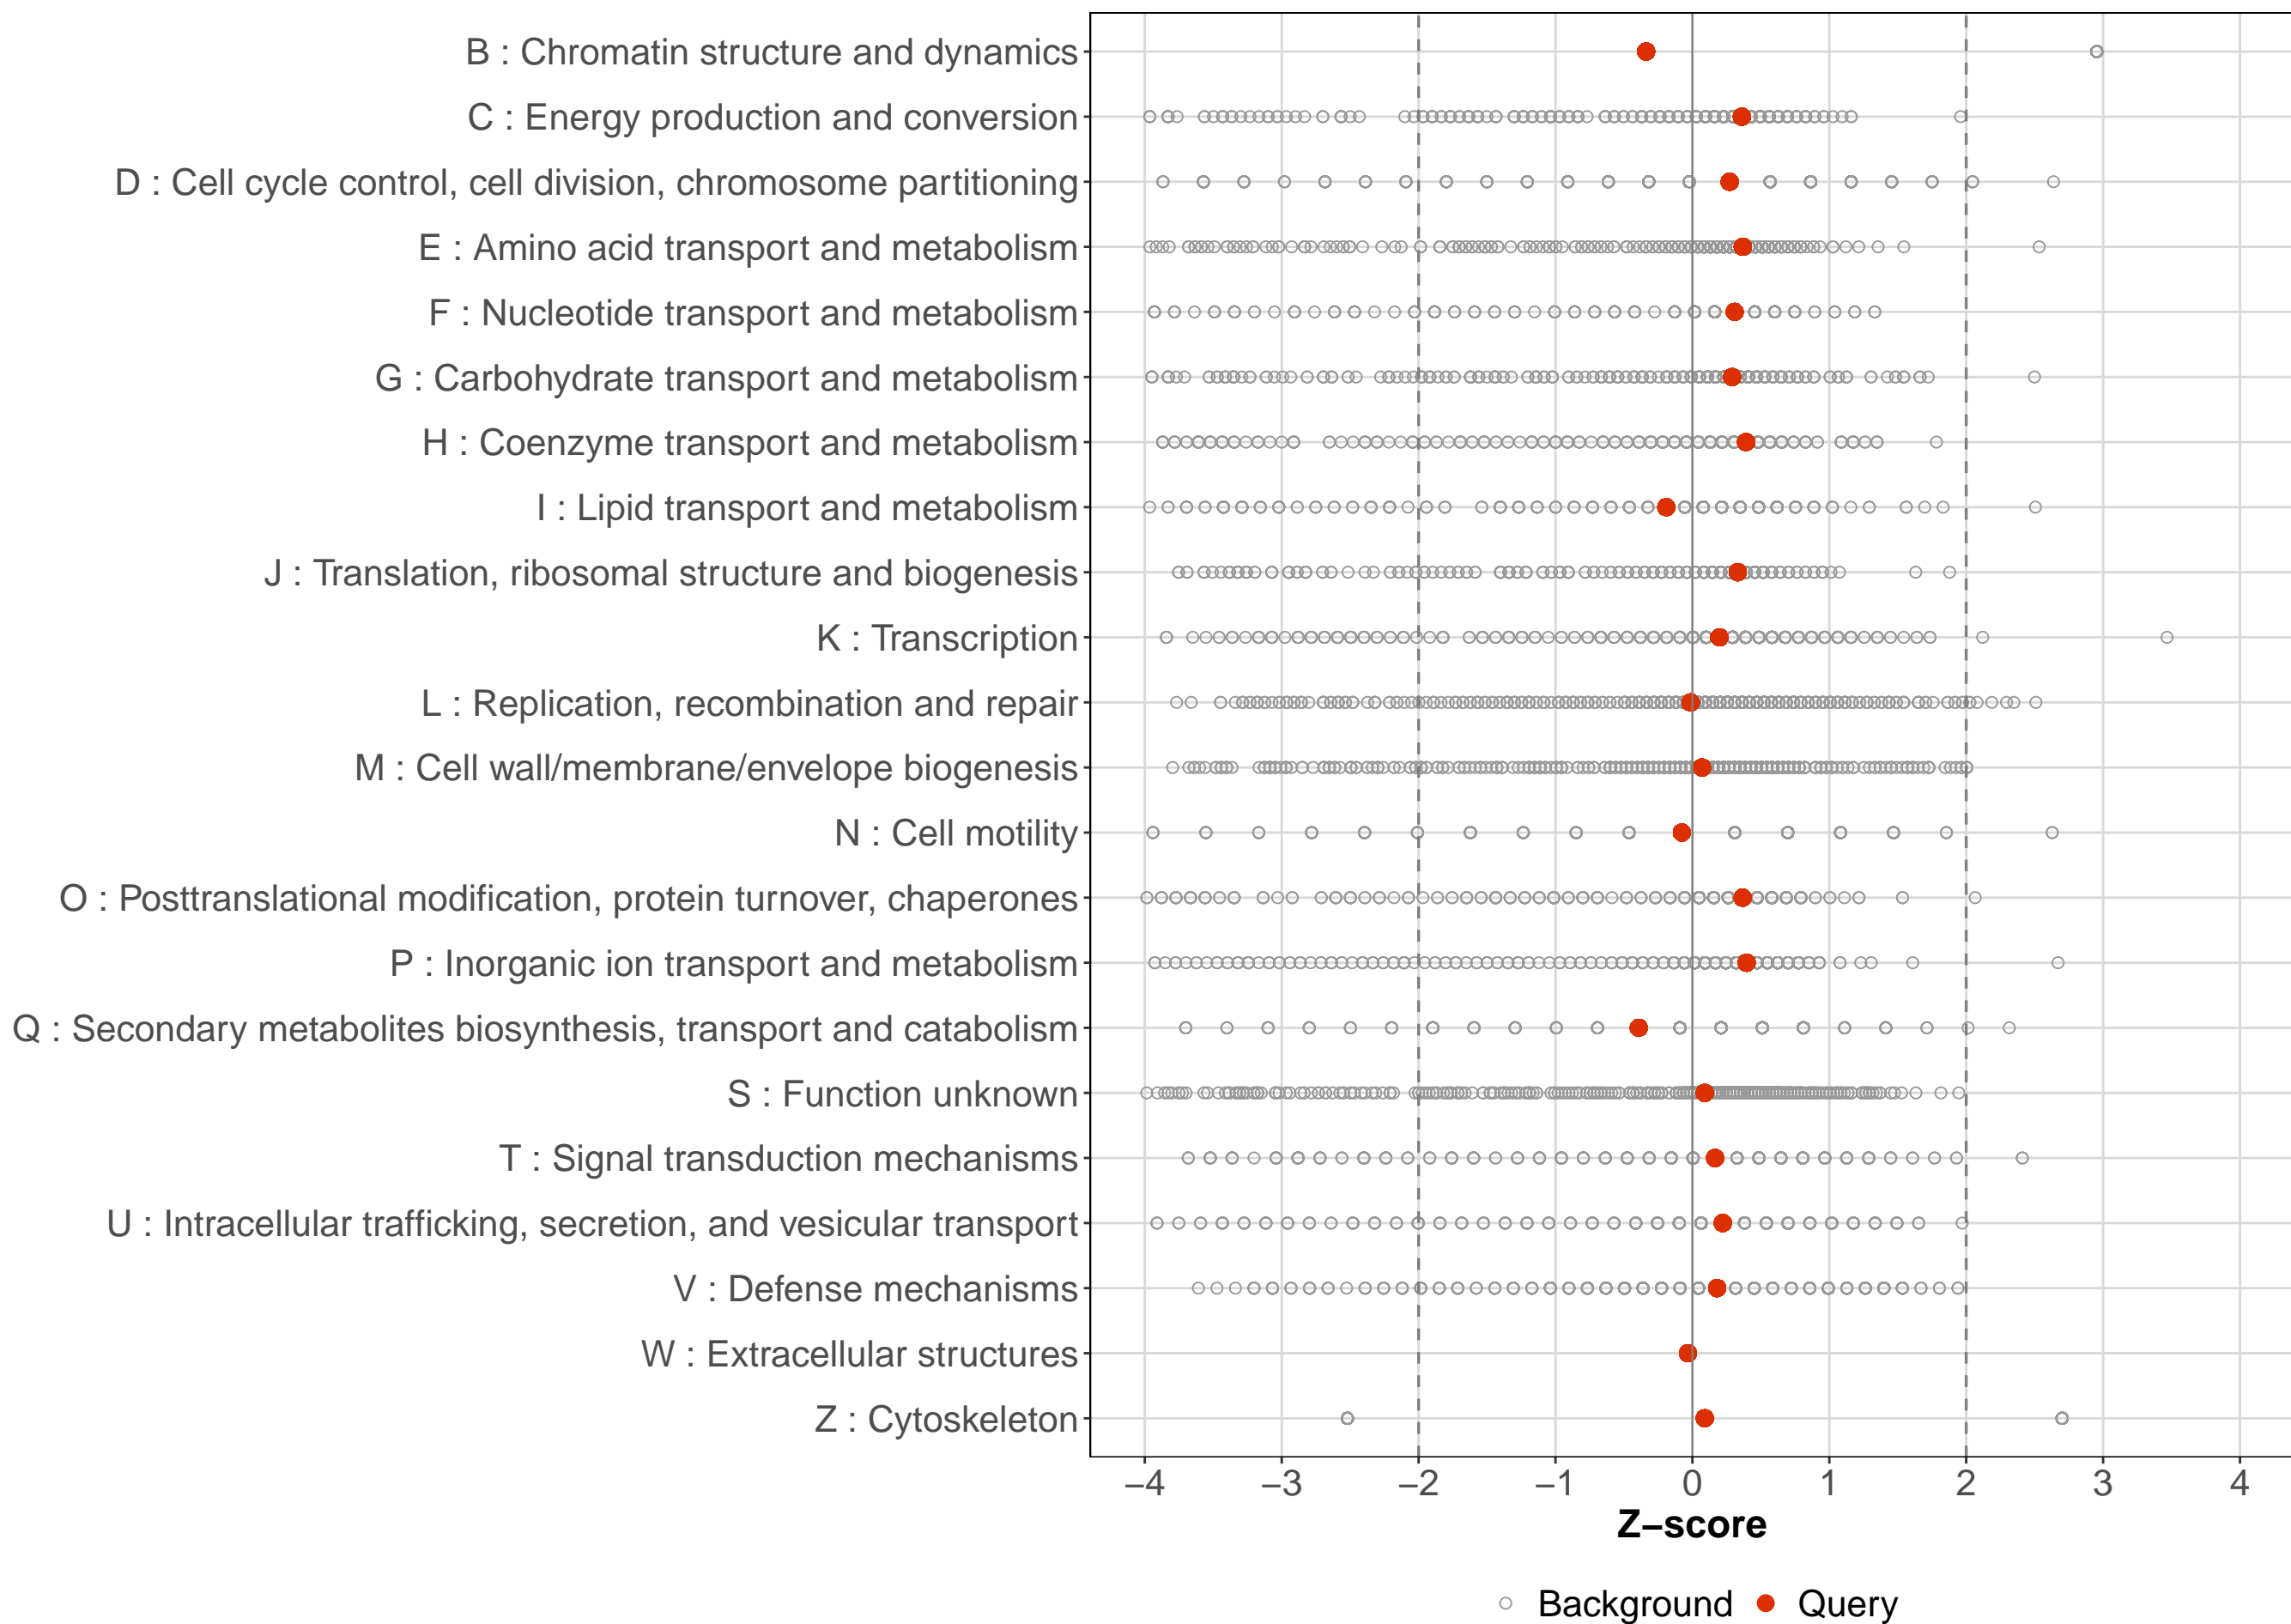 B : Chromatin structure and dynamics
C : Energy production and conversion
D : Cell cycle control, cell division, chromosome partitioning
E : Amino acid transport and metabolism
F : Nucleotide transport and metabolism
G : Carbohydrate transport and metabolism
H : Coenzyme transport and metabolism
I : Lipid transport and metabolism
J : Translation, ribosomal structure and biogenesis
K : Transcription
L : Replication, recombination and repair
M : Cell wall/membrane/envelope biogenesis
N : Cell motility
O : Posttranslational modification, protein turnover, chaperones
P : Inorganic ion transport and metabolism
Q : Secondary metabolites biosynthesis, transport and catabolism
S : Function unknown
T : Signal transduction mechanisms
U : Intracellular trafficking, secretion, and vesicular transport
V : Defense mechanisms
W : Extracellular structures
Z : Cytoskeleton
−4 −3 −2 −1 0 1 2 3 4
Z−score
Background Query